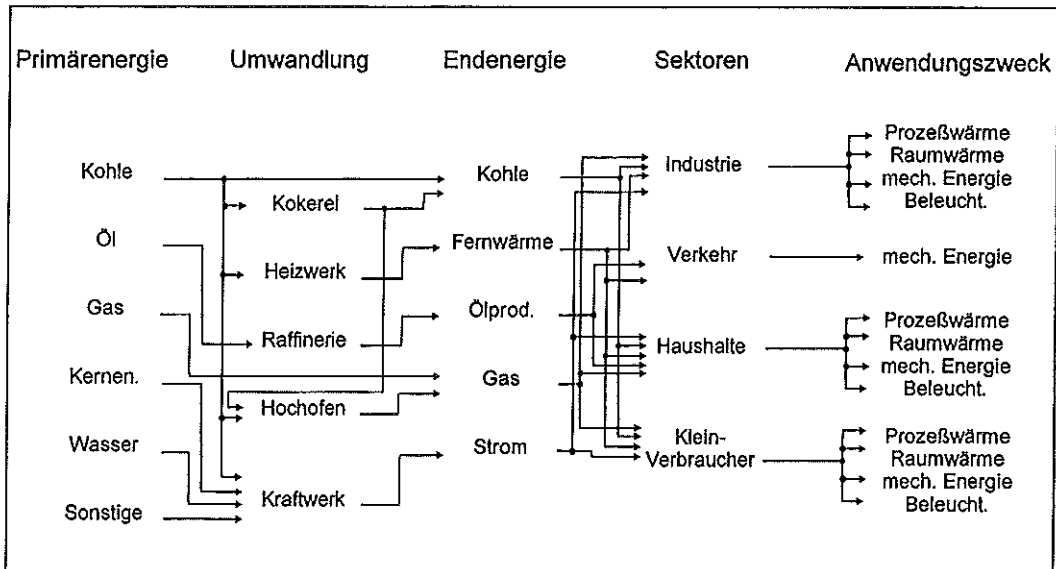 Primärenergie
Umwandlung
Endenergie
Sektoren
Anwendungszweck
Kohle
Öl
Gas
Kernen.
Wasser
Sonstige
Kokerei
Heizwerk
Raffinerie
Hochofen
Kraftwerk
Kohle
Fernwärme
Ölprod.
Gas
Strom
Industrie
Verkehr
Haushalte
Klein-
Verbraucher
Prozeßwärme
Raumwärme
mech. Energie
Beleucht.
mech. Energie
Prozeßwärme
Raumwärme
mech. Energie
Beleucht.
Prozeßwärme
Raumwärme
mech. Energie
Beleucht.